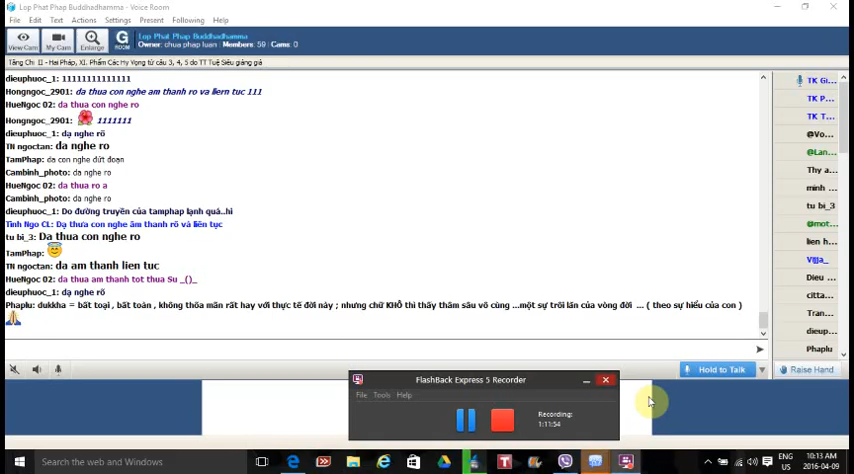 Lop Phat Phap Buddhadhamma - Voice Room
File Edit Text Actions Settings Present Following Help
View Cam My Cam Enlarge G ROOM
Lop Phat Phap Buddhadhamma
Owner: chua phap luan | Members: 59 | Cams: 0
Tăng Chi II - Hai Pháp, XI. Phẩm Các Hy Vọng từ câu 3, 4, 5 do TT Tuệ Siêu giảng giả
dieuphuoc_1: 11111111111111
Hongngoc_2901: da thua con nghe am thanh ro va liern tuc 111
HueNgoc 02: da thua con nghe ro
Hongngoc_2901: 1111111
dieuphuoc_1: dạ nghe rõ
TN ngoctan: da nghe ro
TamPhap: da con nghe đứt đoạn
Cambinh_photo: da nghe ro
HueNgoc 02: da thua ro a
Cambinh_photo: da nghe ro
dieuphuoc_1: Do đường truyền của tamphap lạnh quá..hi
Tinh Ngo CL: Dạ thưa con nghe âm thanh rõ và liên tục
tu bi_3: Da thua con nghe ro
TamPhap:
TN ngoctan: da am thanh lien tuc
HueNgoc 02: da thua am thanh tot thua Su _()_
dieuphuoc_1: dạ nghe rõ
Phaplu: dukkha = bất toại , bất toàn , không thỏa mãn rất hay với thực tế đời này ; nhưng chữ KHỔ thì thấy thâm sâu vô cùng ...một sự trôi lăn của vòng đời ... ( theo sự hiểu của con )
TK Gi...
TK P...
TK T...
@Vo...
@Lan...
Thy a...
minh ...
tu bi_3
@mot...
lien h...
Vijja_
Dieu ...
citta...
Tran...
dieup...
Phaplu
Hold to Talk
Raise Hand
FlashBack Express 5 Recorder
File Tools Help
Recording:
1:11:54
Search the web and Windows
ENG
US
10:13 AM
2016-04-09